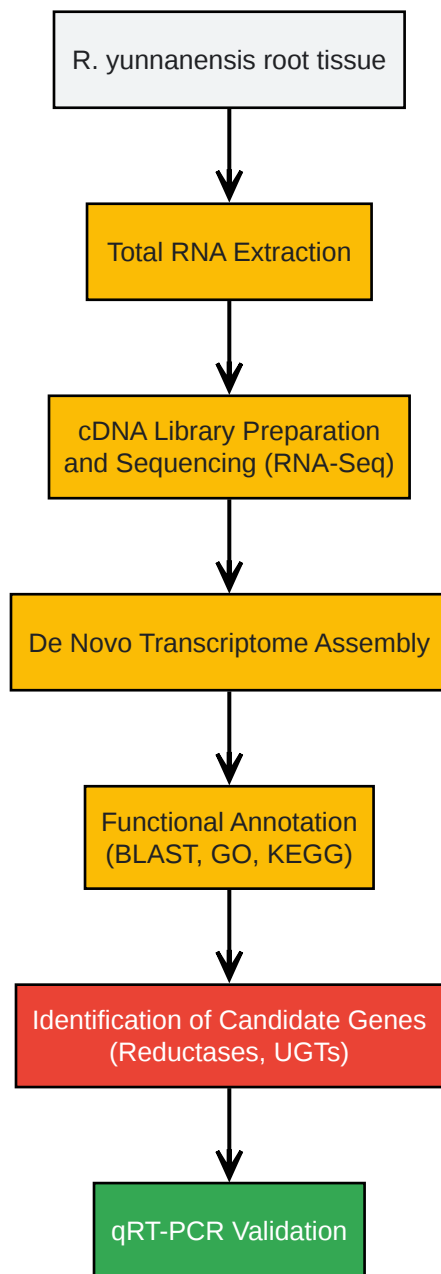 R. yunnanensis root tissue
Total RNA Extraction
cDNA Library Preparation
and Sequencing (RNA-Seq)
De Novo Transcriptome Assembly
Functional Annotation
(BLAST, GO, KEGG)
Identification of Candidate Genes
(Reductases, UGTs)
qRT-PCR Validation